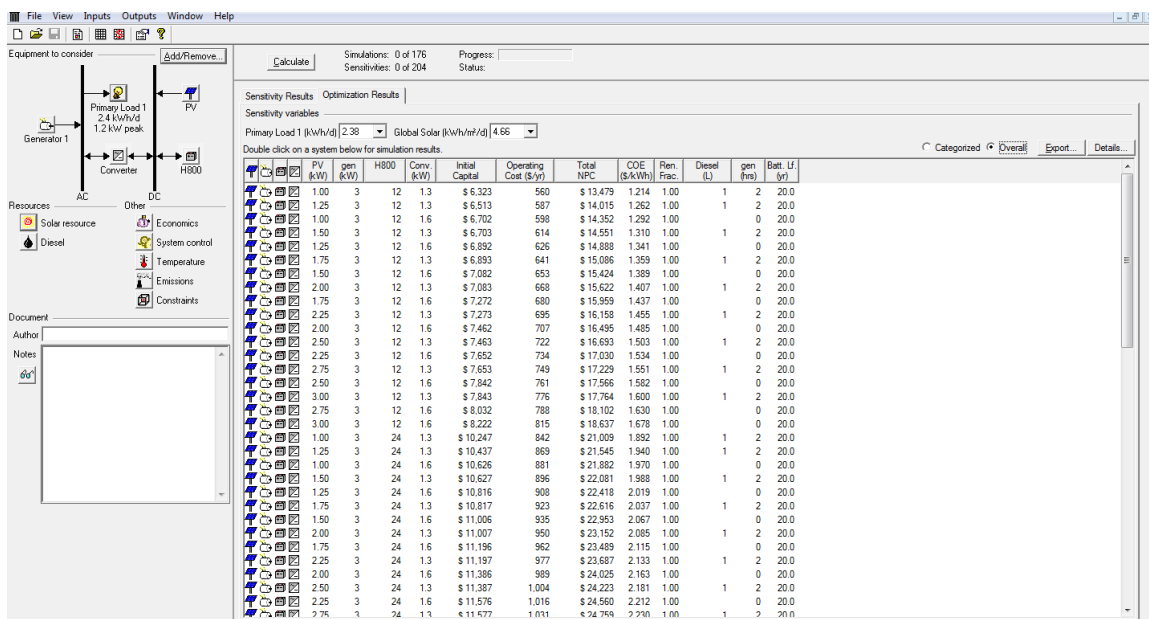 File View Inputs Outputs Window Help
Equipment to consider Add/Remove...
Calculate
Simulations: 0 of 176 Progress:
Sensitivities: 0 of 204 Status:
Primary Load 1
2.4 kWh/d
1.2 kW peak
PV
Generator 1
Converter
H800
AC DC
Resources Other
Solar resource Economics
Diesel System control
Temperature
Emissions
Constraints
Document
Author
Notes
Sensitivity Results Optimization Results
Sensitivity variables
Primary Load 1 (kWh/d) 2.38 Global Solar (kWh/m²/d) 4.66
Double click on a system below for simulation results.
Categorized Overall Export... Details...
PV (kW) gen (kW) H800 Conv. (kW) Initial Capital Operating Cost ($/yr) Total NPC COE ($/kWh) Ren. Frac. Diesel (L) gen (hrs) Batt. Lf. (yr)
1.00 3 12 1.3 $ 6,323 560 $ 13,479 1.214 1.00 1 2 20.0
1.25 3 12 1.3 $ 6,513 587 $ 14,015 1.262 1.00 1 2 20.0
1.00 3 12 1.6 $ 6,702 598 $ 14,352 1.292 1.00 0 20.0
1.50 3 12 1.3 $ 6,703 614 $ 14,551 1.310 1.00 1 2 20.0
1.25 3 12 1.6 $ 6,892 626 $ 14,888 1.341 1.00 0 20.0
1.75 3 12 1.3 $ 6,893 641 $ 15,086 1.359 1.00 1 2 20.0
1.50 3 12 1.6 $ 7,082 653 $ 15,424 1.389 1.00 0 20.0
2.00 3 12 1.3 $ 7,083 668 $ 15,622 1.407 1.00 1 2 20.0
1.75 3 12 1.6 $ 7,272 680 $ 15,959 1.437 1.00 0 20.0
2.25 3 12 1.3 $ 7,273 695 $ 16,158 1.455 1.00 1 2 20.0
2.00 3 12 1.6 $ 7,462 707 $ 16,495 1.485 1.00 0 20.0
2.50 3 12 1.3 $ 7,463 722 $ 16,693 1.503 1.00 1 2 20.0
2.25 3 12 1.6 $ 7,652 734 $ 17,030 1.534 1.00 0 20.0
2.75 3 12 1.3 $ 7,653 749 $ 17,229 1.551 1.00 1 2 20.0
2.50 3 12 1.6 $ 7,842 761 $ 17,566 1.582 1.00 0 20.0
3.00 3 12 1.3 $ 7,843 776 $ 17,764 1.600 1.00 1 2 20.0
2.75 3 12 1.6 $ 8,032 788 $ 18,102 1.630 1.00 0 20.0
3.00 3 12 1.6 $ 8,222 815 $ 18,637 1.678 1.00 0 20.0
1.00 3 24 1.3 $ 10,247 842 $ 21,009 1.892 1.00 1 2 20.0
1.25 3 24 1.3 $ 10,437 869 $ 21,545 1.940 1.00 1 2 20.0
1.00 3 24 1.6 $ 10,626 881 $ 21,882 1.970 1.00 0 20.0
1.50 3 24 1.3 $ 10,627 896 $ 22,081 1.988 1.00 1 2 20.0
1.25 3 24 1.6 $ 10,816 908 $ 22,418 2.019 1.00 0 20.0
1.75 3 24 1.3 $ 10,817 923 $ 22,616 2.037 1.00 1 2 20.0
1.50 3 24 1.6 $ 11,006 935 $ 22,953 2.067 1.00 0 20.0
2.00 3 24 1.3 $ 11,007 950 $ 23,152 2.085 1.00 1 2 20.0
1.75 3 24 1.6 $ 11,196 962 $ 23,489 2.115 1.00 0 20.0
2.25 3 24 1.3 $ 11,197 977 $ 23,687 2.133 1.00 1 2 20.0
2.00 3 24 1.6 $ 11,386 989 $ 24,025 2.163 1.00 0 20.0
2.50 3 24 1.3 $ 11,387 1,004 $ 24,223 2.181 1.00 1 2 20.0
2.25 3 24 1.6 $ 11,576 1,016 $ 24,560 2.212 1.00 0 20.0
2.75 3 24 1.3 $ 11,577 1,031 $ 24,759 2.230 1.00 1 2 20.0